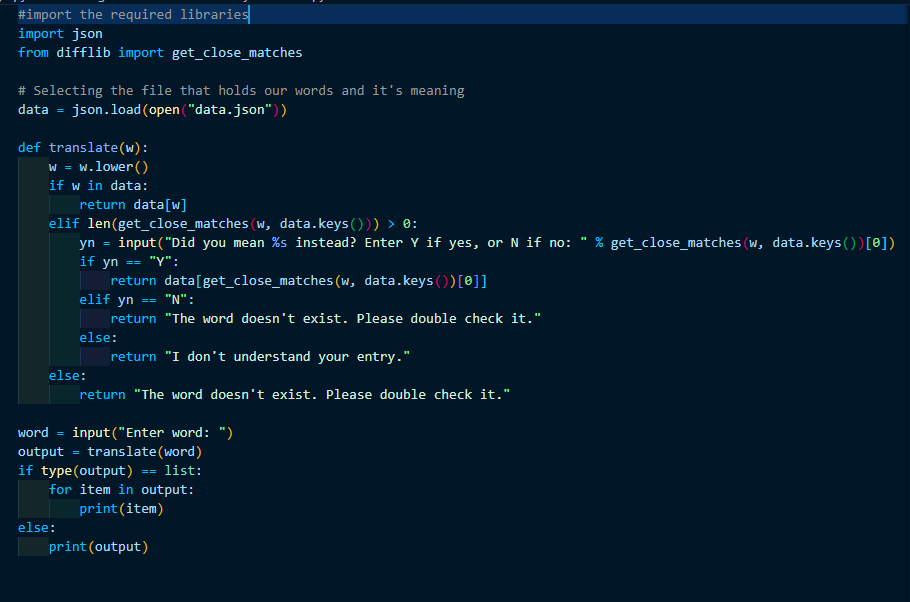 #import the required libraries
import json
from difflib import get_close_matches

# Selecting the file that holds our words and it's meaning
data = json.load(open("data.json"))

def translate(w):
    w = w.lower()
    if w in data:
        return data[w]
    elif len(get_close_matches(w, data.keys())) > 0:
        yn = input("Did you mean %s instead? Enter Y if yes, or N if no: " % get_close_matches(w, data.keys())[0])
        if yn == "Y":
            return data[get_close_matches(w, data.keys())[0]]
        elif yn == "N":
            return "The word doesn't exist. Please double check it."
        else:
            return "I don't understand your entry."
    else:
        return "The word doesn't exist. Please double check it."

word = input("Enter word: ")
output = translate(word)
if type(output) == list:
    for item in output:
        print(item)
else:
    print(output)